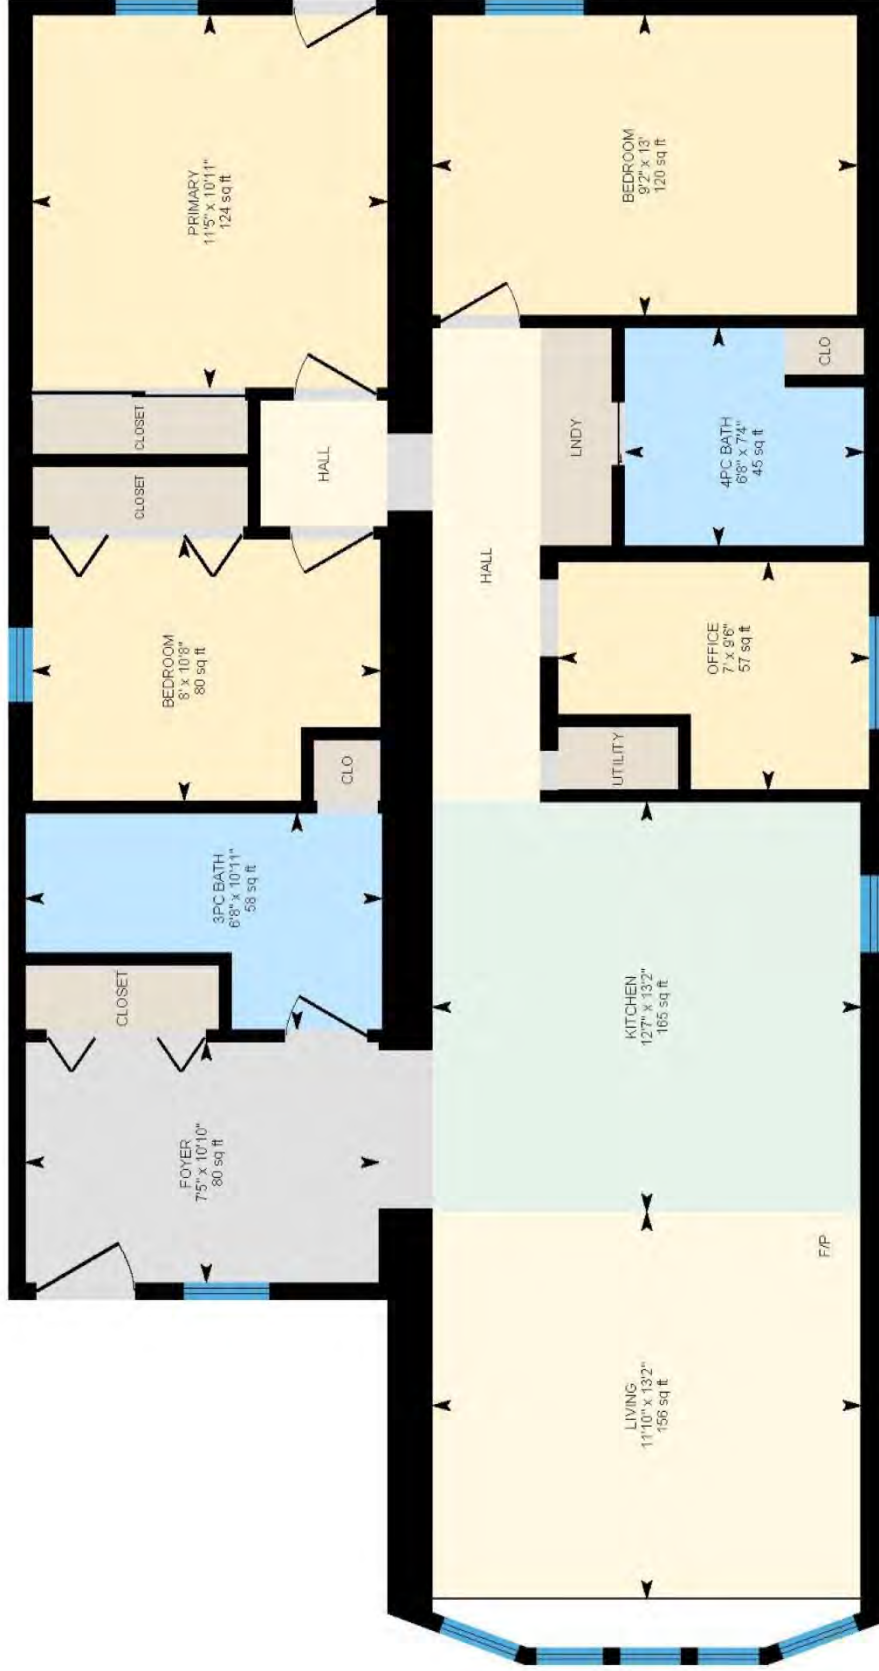 PRIMARY
11'5" x 10'11"
124 sq ft
BEDROOM
9'2" x 13'
120 sq ft
CLOSET
CLOSET
HALL
LNDY
4PC BATH
6'8" x 7'4"
45 sq ft
CLO
BEDROOM
8' x 10'8"
80 sq ft
CLO
HALL
OFFICE
7' x 9'6"
57 sq ft
UTILITY
3PC BATH
6'8" x 10'11"
58 sq ft
CLOSET
KITCHEN
12'7" x 13'2"
165 sq ft
FOYER
7'5" x 10'10"
80 sq ft
F/P
LIVING
11'10" x 13'2"
156 sq ft